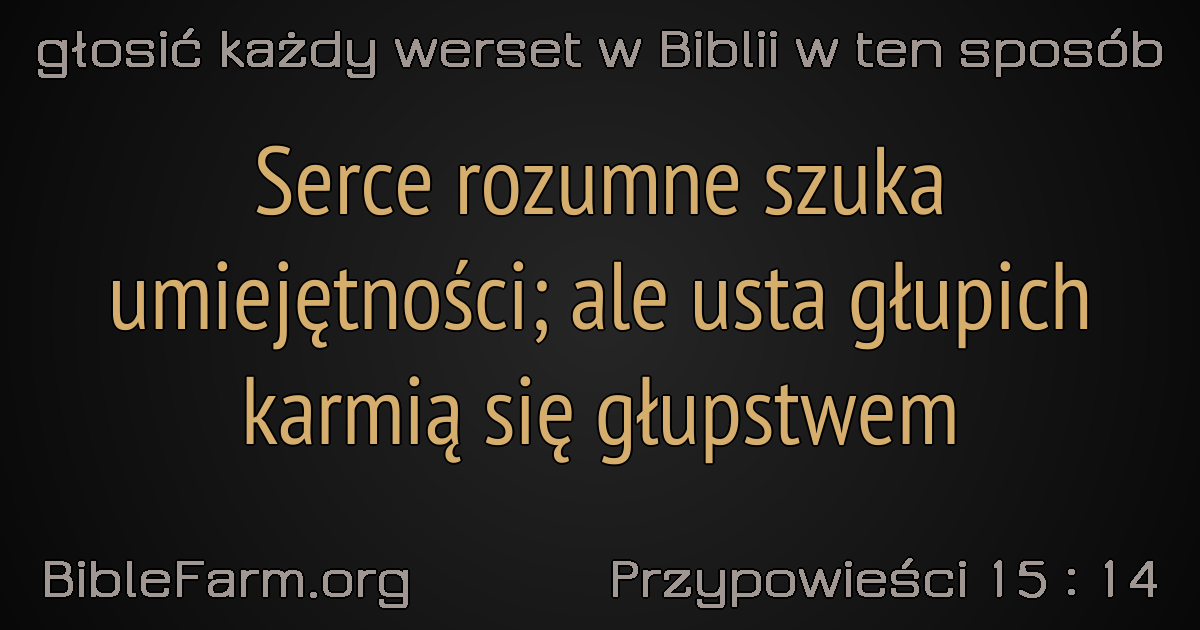 głosić każdy werset w Biblii w ten sposób
Serce rozumne szuka
umiejętności; ale usta głupich
karmią się głupstwem
BibleFarm.org
Przypowieści 15 : 14